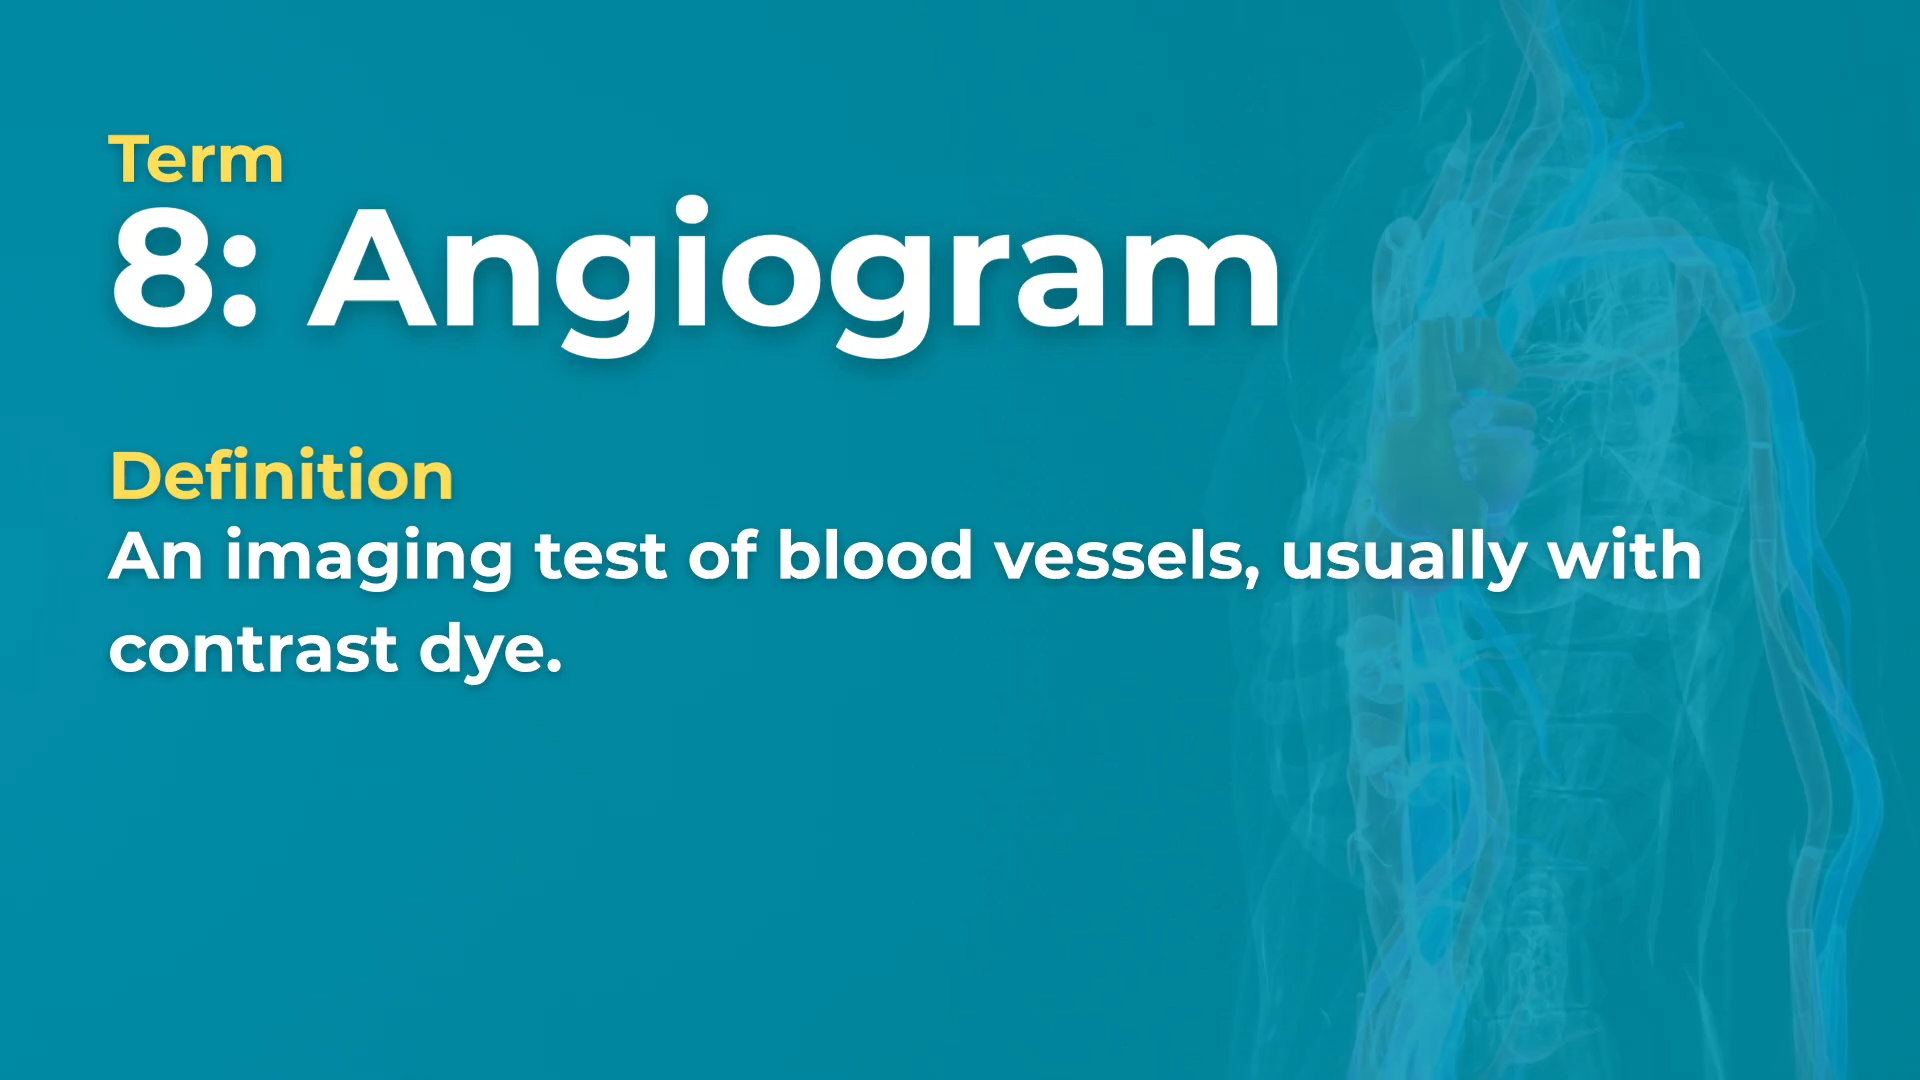 Term
8: Angiogram
Definition
An imaging test of blood vessels, usually with
contrast dye.